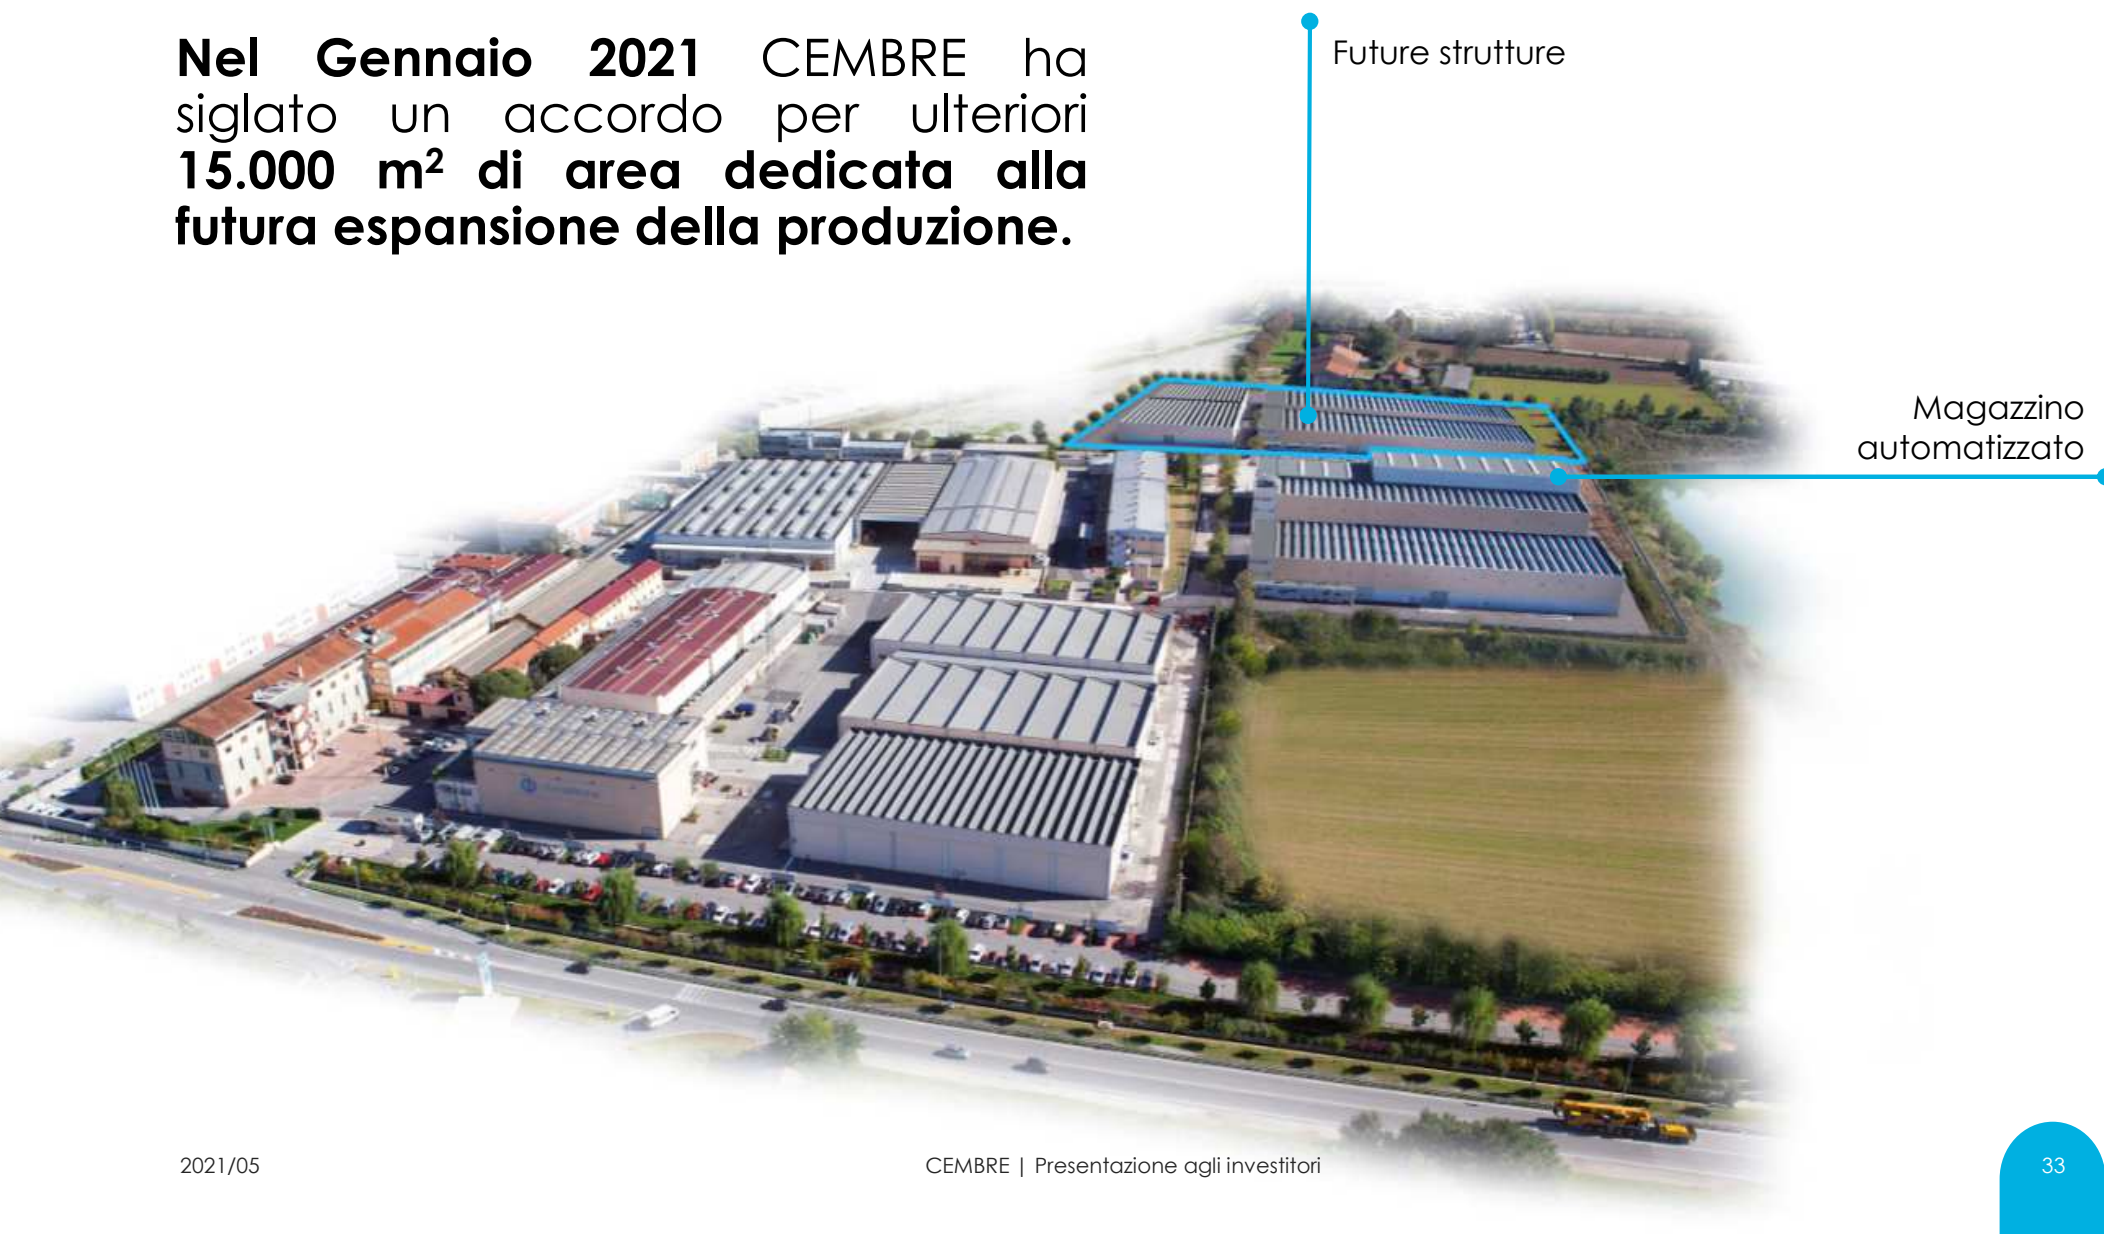 Nel Gennaio 2021 CEMBRE ha
siglato un accordo per ulteriori
15.000 m² di area dedicata alla
futura espansione della produzione.
Future strutture
Magazzino
automatizzato
2021/05
CEMBRE | Presentazione agli investitori
33